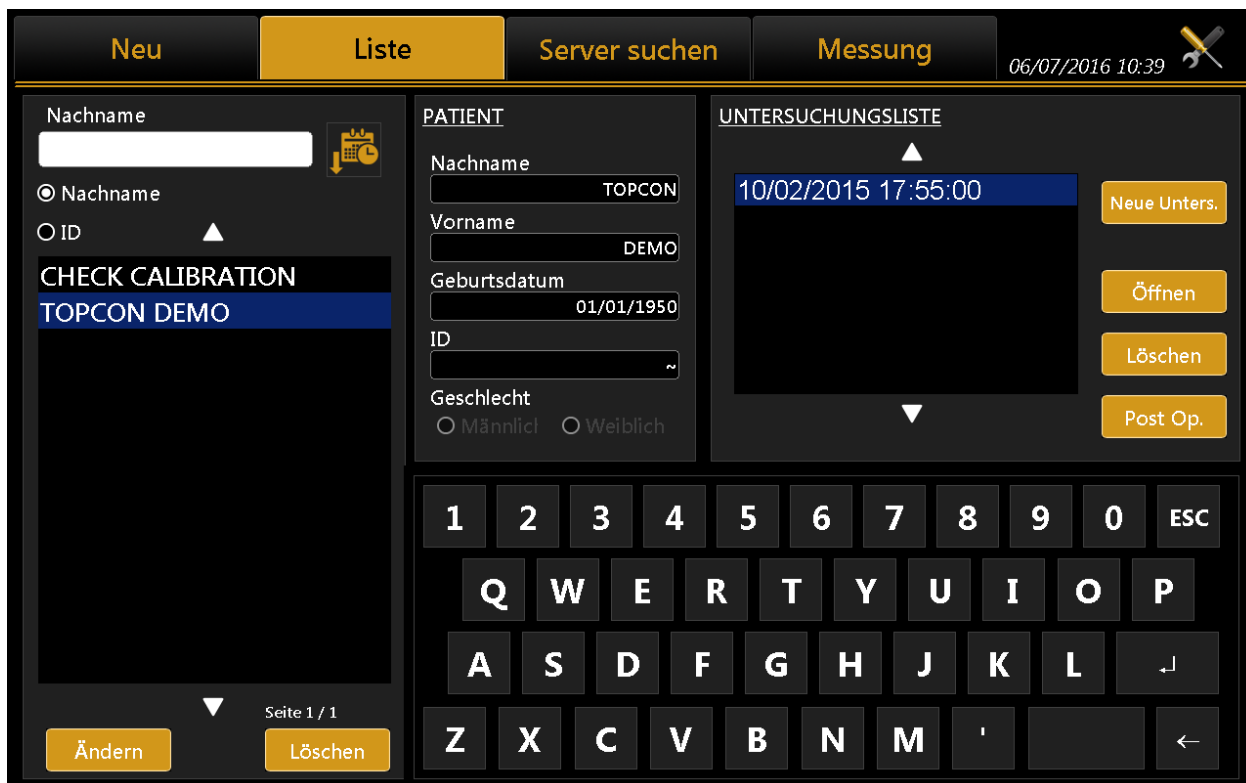 Neu Liste Server suchen Messung 06/07/2016 10:39
Nachname
Nachname
ID
CHECK CALIBRATION
TOPCON DEMO
Seite 1 / 1
Ändern Löschen
PATIENT
Nachname
TOPCON
Vorname
DEMO
Geburtsdatum
01/01/1950
ID
~
Geschlecht
Männlich Weiblich
UNTERSUCHUNGSLISTE
10/02/2015 17:55:00
Neue Unters.
Öffnen
Löschen
Post Op.
1 2 3 4 5 6 7 8 9 0 ESC
Q W E R T Y U I O P
A S D F G H J K L ↵
Z X C V B N M ' ←